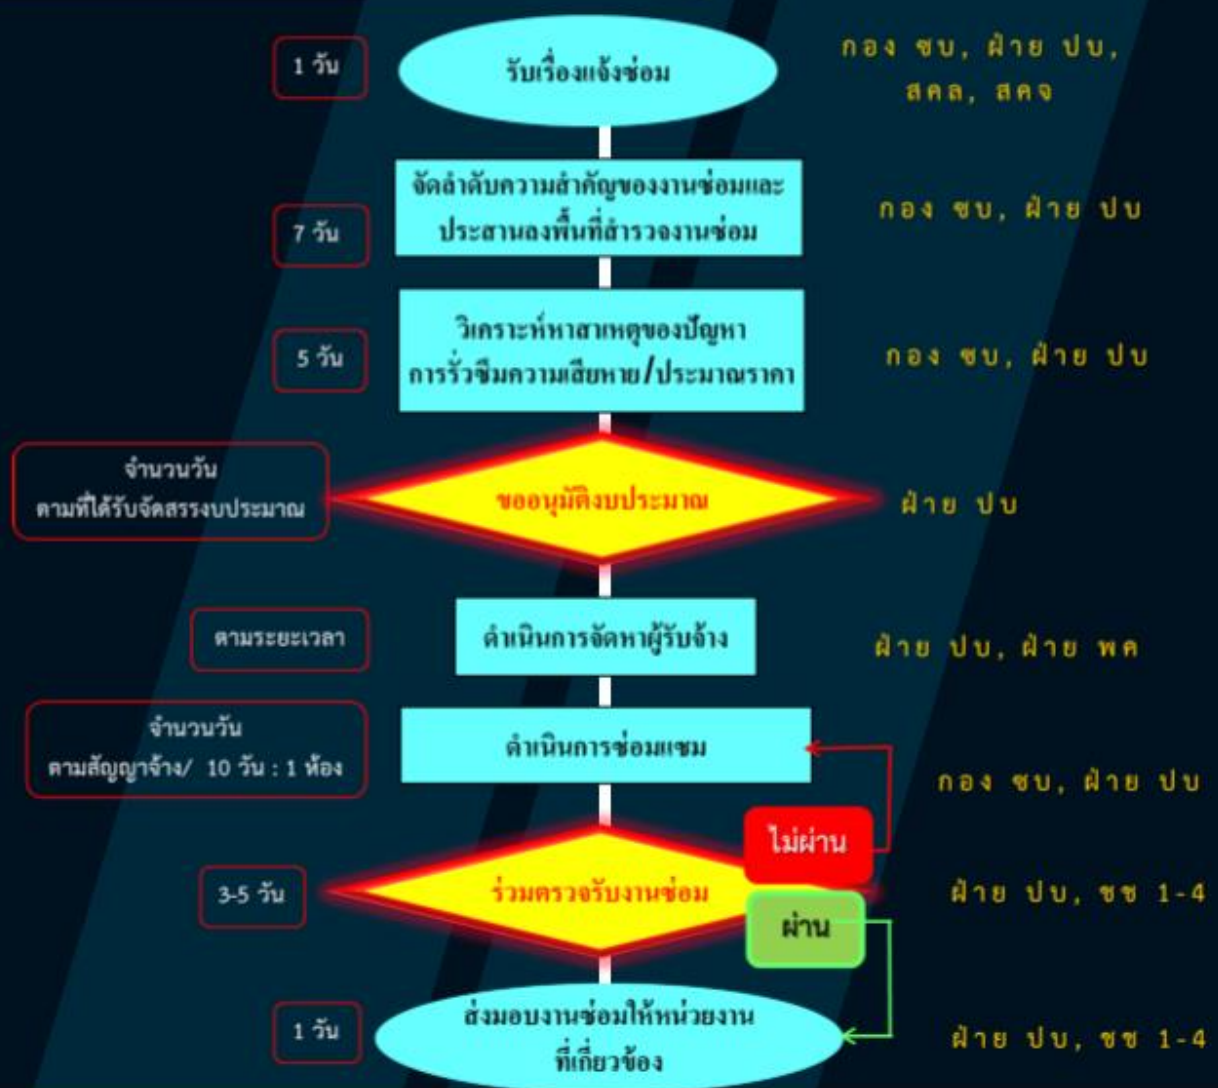 1 วัน
รับเรื่องแจ้งซ่อม
กอง ซบ, ฝ่าย ปบ,
สคล, สคจ
7 วัน
จัดลำดับความสำคัญของงานซ่อมและ
ประสานลงพื้นที่สำรวจงานซ่อม
กอง ซบ, ฝ่าย ปบ
5 วัน
วิเคราะห์หาสาเหตุของปัญหา
การรั่วซึมความเสียหาย/ประมาณราคา
กอง ซบ, ฝ่าย ปบ
จำนวนวัน
ตามที่ได้รับจัดสรรงบประมาณ
ขออนุมัติงบประมาณ
ฝ่าย ปบ
ตามระยะเวลา
ดำเนินการจัดหาผู้รับจ้าง
ฝ่าย ปบ, ฝ่าย พค
จำนวนวัน
ตามสัญญาจ้าง/ 10 วัน : 1 ห้อง
ดำเนินการซ่อมแซม
กอง ซบ, ฝ่าย ปบ
ไม่ผ่าน
3-5 วัน
ร่วมตรวจรับงานซ่อม
ผ่าน
ฝ่าย ปบ, ชช 1-4
1 วัน
ส่งมอบงานซ่อมให้หน่วยงาน
ที่เกี่ยวข้อง
ฝ่าย ปบ, ชช 1-4